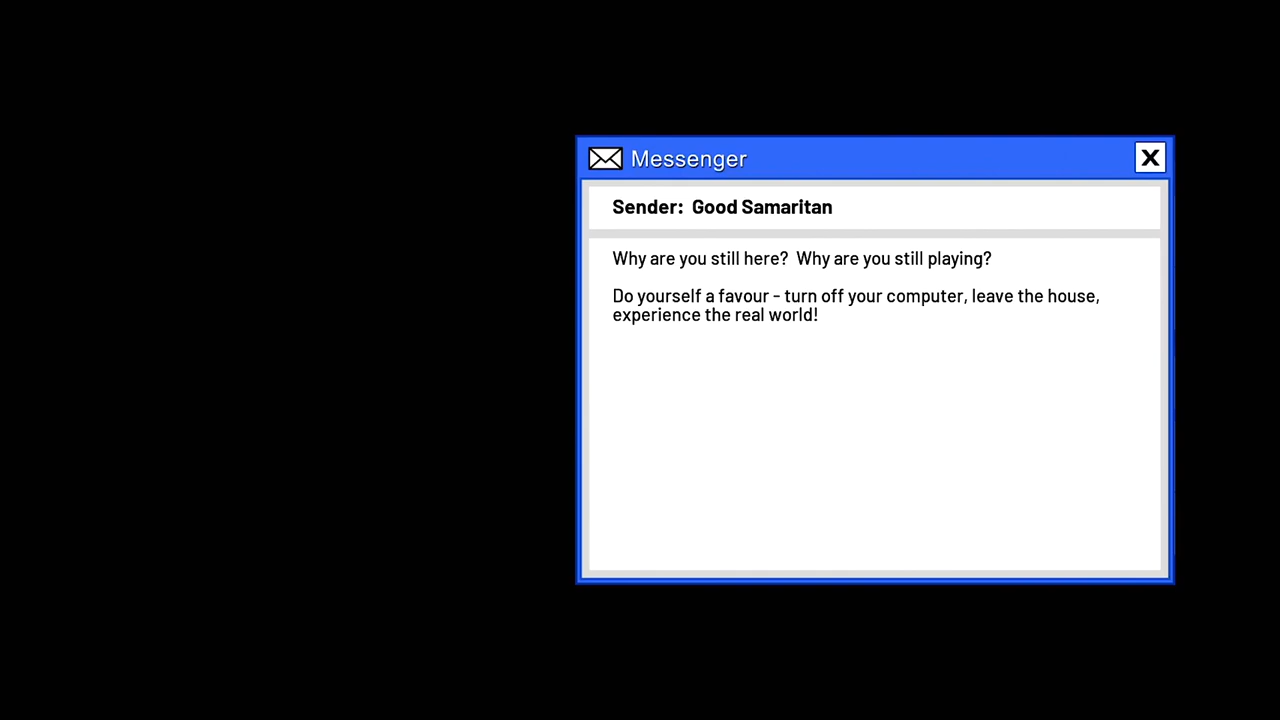 Messenger
X
Sender:  Good Samaritan
Why are you still here?  Why are you still playing?
Do yourself a favour - turn off your computer, leave the house,
experience the real world!